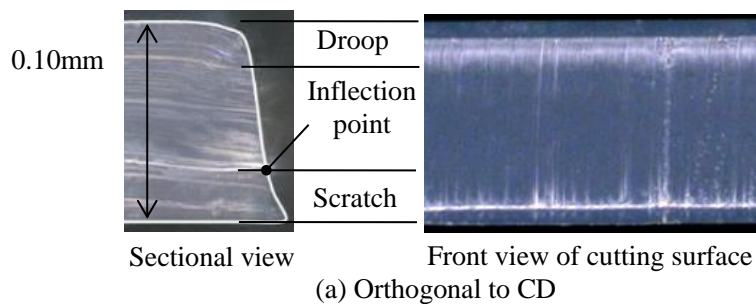 0.10mm
Droop
Inflection
point
Scratch
Sectional view
Front view of cutting surface
(a) Orthogonal to CD